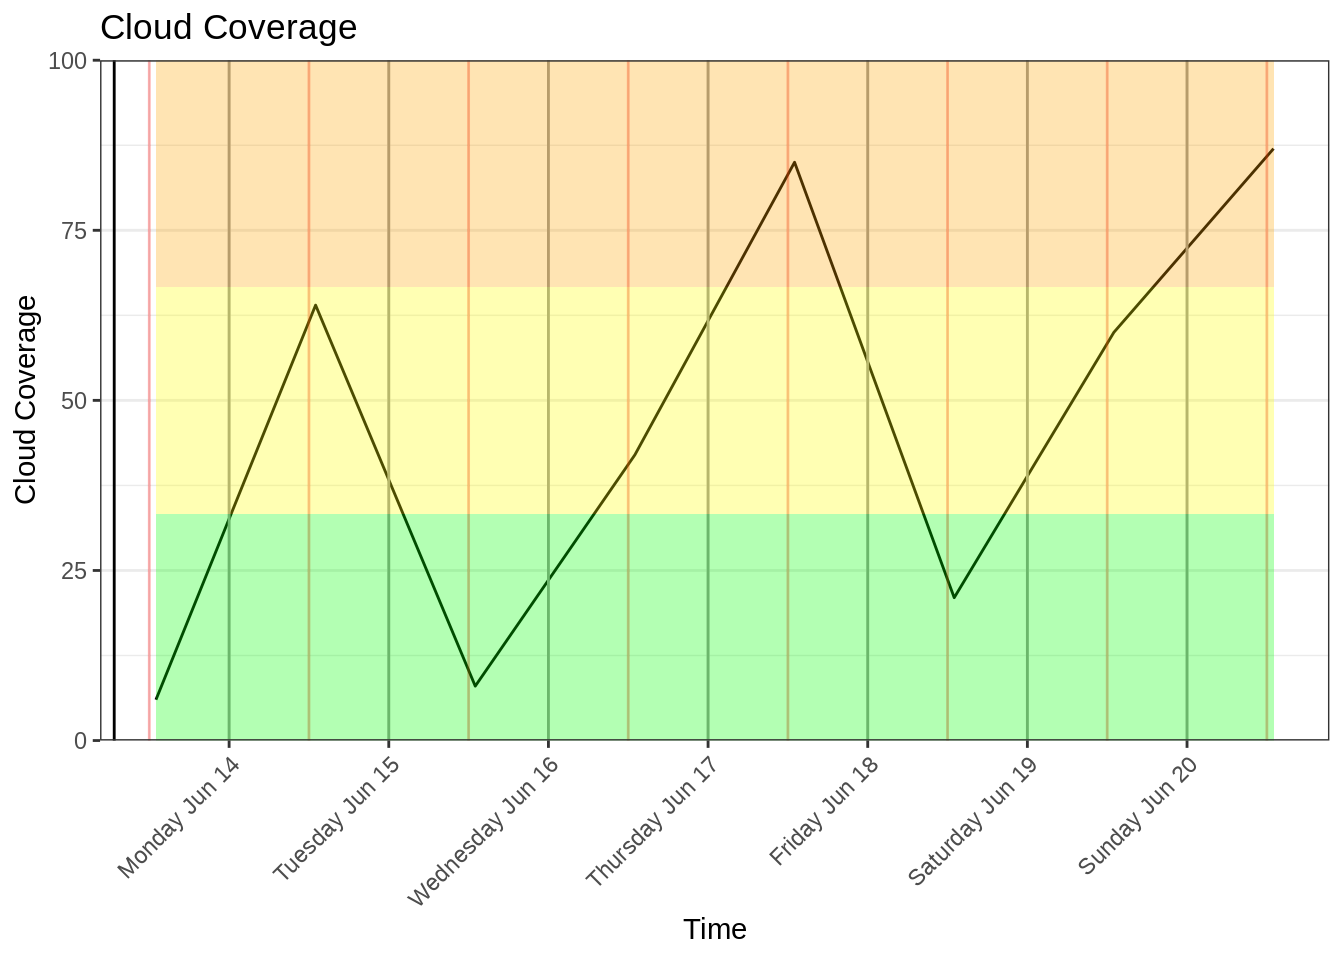 Cloud Coverage
100
75
50
25
0
Cloud Coverage
Monday Jun 14
Tuesday Jun 15
Wednesday Jun 16
Thursday Jun 17
Friday Jun 18
Saturday Jun 19
Sunday Jun 20
Time